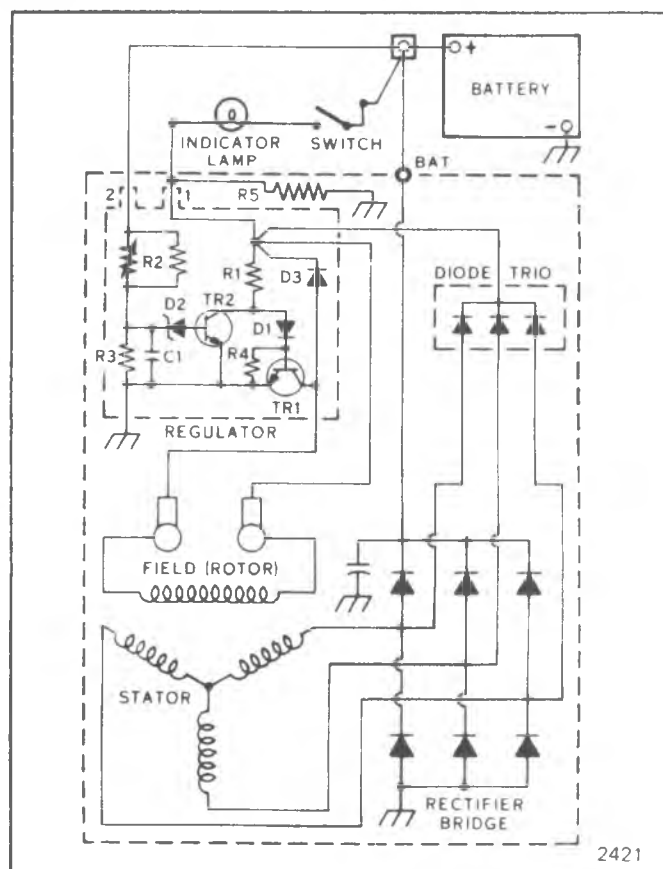 +
BATTERY
-
INDICATOR
LAMP
SWITCH
BAT
2
1
R5
R2
R1
D3
DIODE TRIO
D2
TR2
D1
R3
C1
R4
TR1
REGULATOR
FIELD (ROTOR)
STATOR
RECTIFIER
BRIDGE
2421